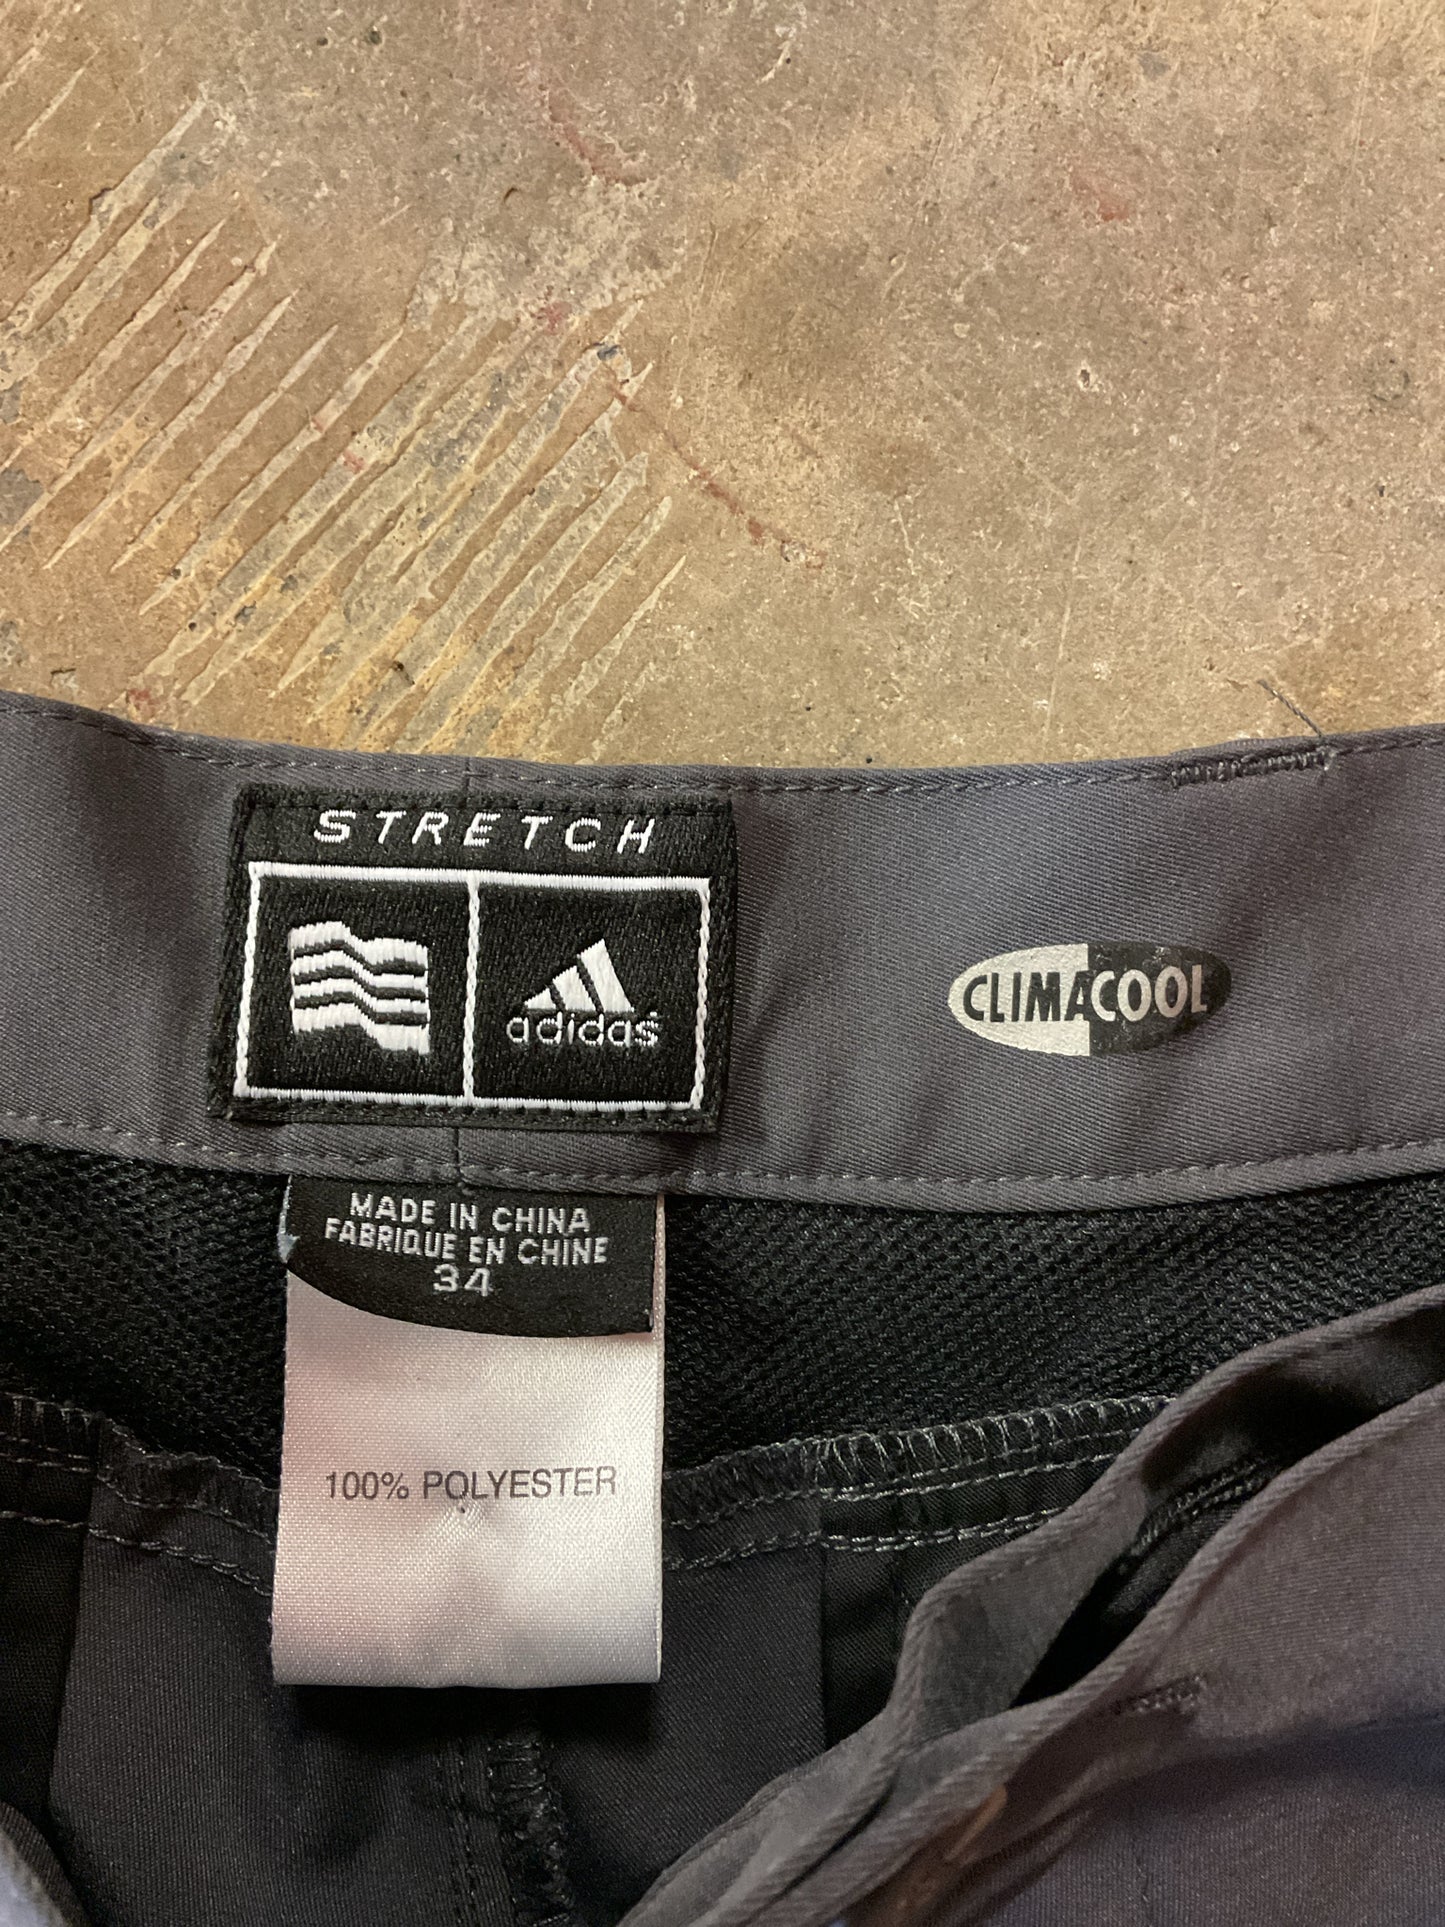 STRETCH
adidas
CLIMACOOL
MADE IN CHINA
FABRIQUE EN CHINE
34
100% POLYESTER